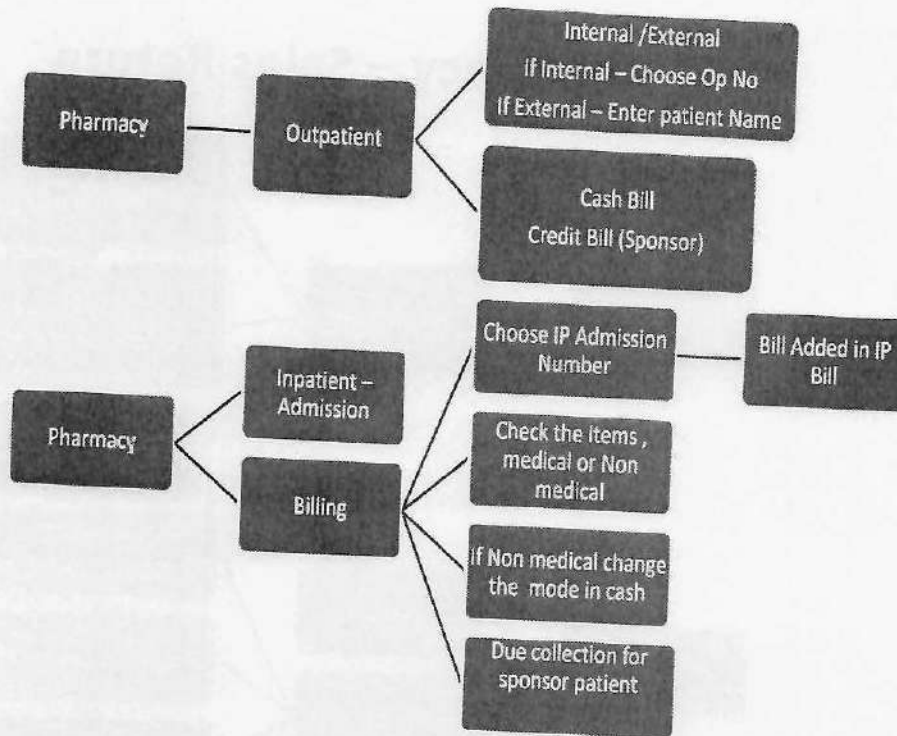 Internal /External
If Internal – Choose Op No
If External – Enter patient Name
Pharmacy
Outpatient
Cash Bill
Credit Bill (Sponsor)
Choose IP Admission
Number
Bill Added in IP
Bill
Inpatient –
Admission
Pharmacy
Billing
Check the Items ,
medical or Non
medical
If Non medical change
the mode in cash
Due collection for
sponsor patient